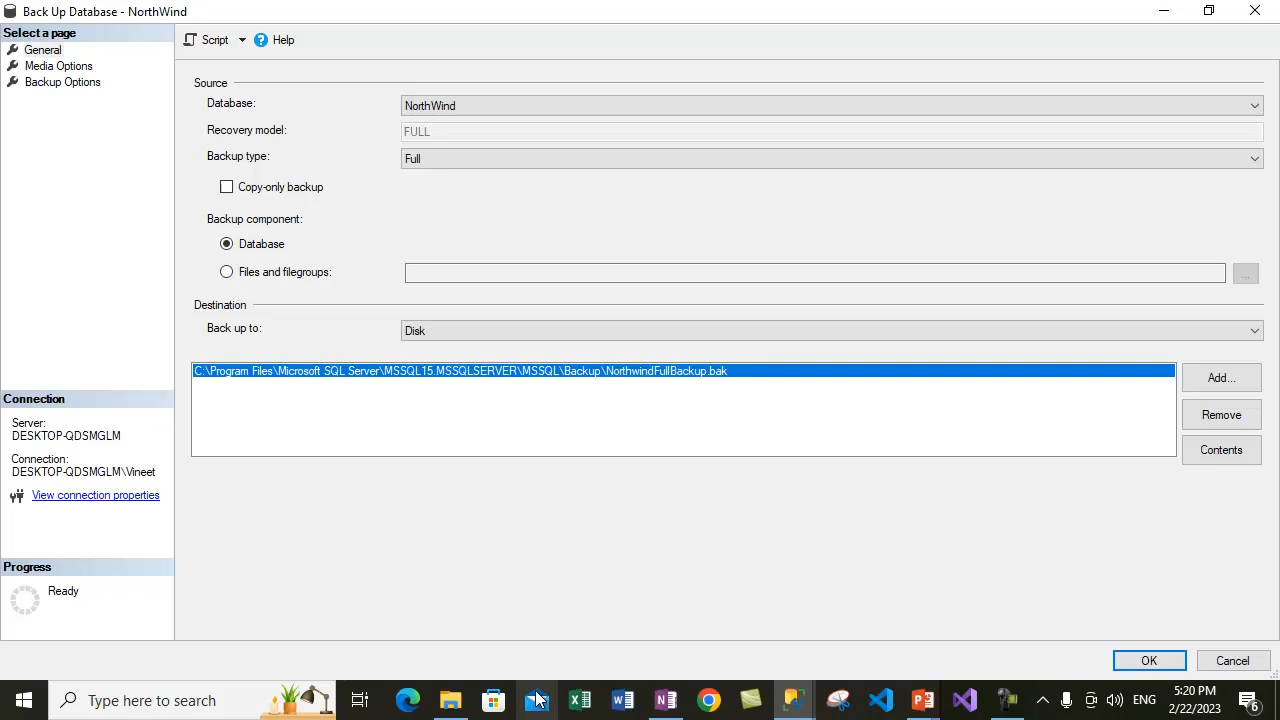 Back Up Database - NorthWind
Select a page
General
Media Options
Backup Options
Script
Help
Source
Database:
NorthWind
Recovery model:
FULL
Backup type:
Full
Copy-only backup
Backup component:
Database
Files and filegroups:
...
Destination
Back up to:
Disk
C:\Program Files\Microsoft SQL Server\MSSQL15.MSSQLSERVER\MSSQL\Backup\NorthwindFullBackup.bak
Add...
Remove
Contents
Connection
Server:
DESKTOP-QDSMGLM
Connection:
DESKTOP-QDSMGLM\Vineet
View connection properties
Progress
Ready
OK
Cancel
Type here to search
ENG
5:20 PM
2/22/2023
6